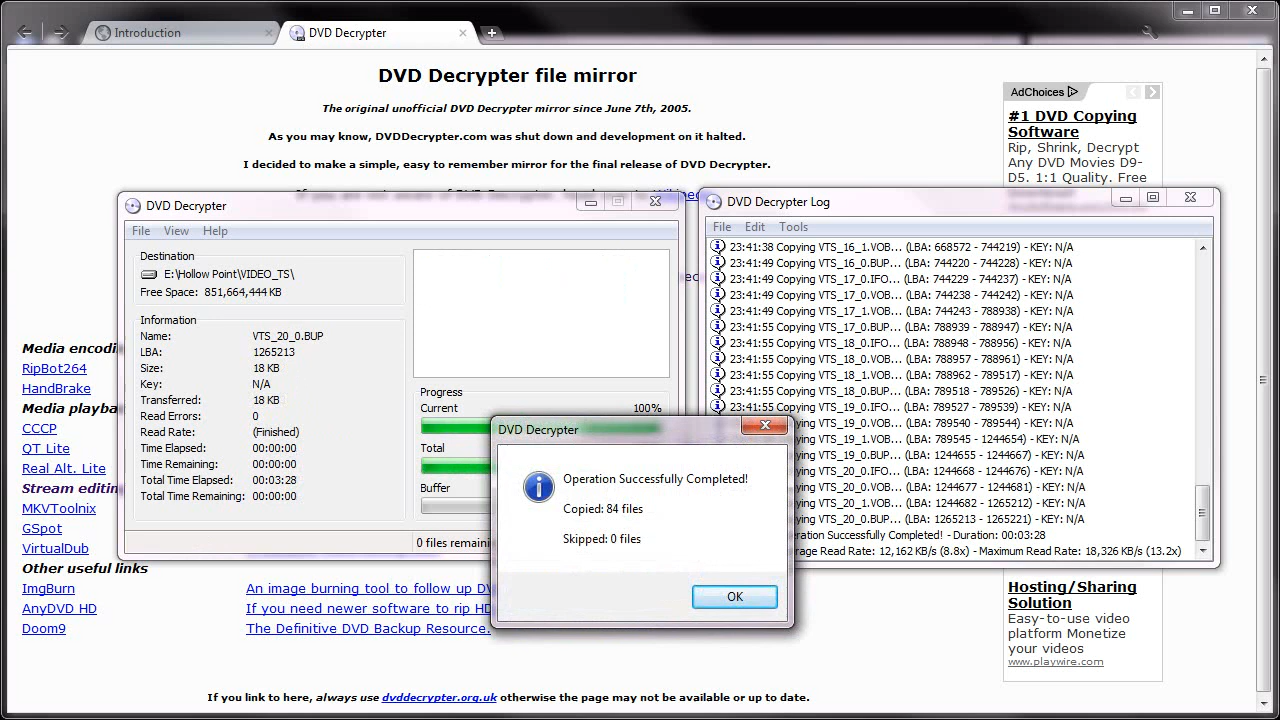 Introduction
DVD Decrypter
DVD Decrypter file mirror
The original unofficial DVD Decrypter mirror since June 7th, 2005.
As you may know, DVDDecrypter.com was shut down and development on it halted.
I decided to make a simple, easy to remember mirror for the final release of DVD Decrypter.
AdChoices
#1 DVD Copying
Software
Rip, Shrink, Decrypt
Any DVD Movies D9-
D5. 1:1 Quality. Free
DVD Decrypter
File View Help
Destination
E:\Hollow Point\VIDEO_TS\
Free Space: 851,664,444 KB
Information
Name: VTS_20_0.BUP
LBA: 1265213
Size: 18 KB
Key: N/A
Transferred: 18 KB
Read Errors: 0
Read Rate: (Finished)
Time Elapsed: 00:00:00
Time Remaining: 00:00:00
Total Time Elapsed: 00:03:28
Total Time Remaining: 00:00:00
Progress
Current 100%
Total
Buffer
0 files remaini
DVD Decrypter Log
File Edit Tools
23:41:38 Copying VTS_16_1.VOB... (LBA: 668572 - 744219) - KEY: N/A
23:41:49 Copying VTS_16_0.BUP... (LBA: 744220 - 744228) - KEY: N/A
23:41:49 Copying VTS_17_0.IFO... (LBA: 744229 - 744237) - KEY: N/A
23:41:49 Copying VTS_17_0.VOB... (LBA: 744238 - 744242) - KEY: N/A
23:41:49 Copying VTS_17_1.VOB... (LBA: 744243 - 788938) - KEY: N/A
23:41:55 Copying VTS_17_0.BUP... (LBA: 788939 - 788947) - KEY: N/A
23:41:55 Copying VTS_18_0.IFO... (LBA: 788948 - 788956) - KEY: N/A
23:41:55 Copying VTS_18_0.VOB... (LBA: 788957 - 788961) - KEY: N/A
23:41:55 Copying VTS_18_1.VOB... (LBA: 788962 - 789517) - KEY: N/A
23:41:55 Copying VTS_18_0.BUP... (LBA: 789518 - 789526) - KEY: N/A
23:41:55 Copying VTS_19_0.IFO... (LBA: 789527 - 789539) - KEY: N/A
VTS_19_0.VOB... (LBA: 789540 - 789544) - KEY: N/A
VTS_19_1.VOB... (LBA: 789545 - 1244654) - KEY: N/A
VTS_19_0.BUP... (LBA: 1244655 - 1244667) - KEY: N/A
VTS_20_0.IFO... (LBA: 1244668 - 1244676) - KEY: N/A
VTS_20_0.VOB... (LBA: 1244677 - 1244681) - KEY: N/A
VTS_20_1.VOB... (LBA: 1244682 - 1265212) - KEY: N/A
VTS_20_0.BUP... (LBA: 1265213 - 1265221) - KEY: N/A
Operation Successfully Completed! - Duration: 00:03:28
erage Read Rate: 12,162 KB/s (8.8x) - Maximum Read Rate: 18,326 KB/s (13.2x)
DVD Decrypter
Operation Successfully Completed!
Copied: 84 files
Skipped: 0 files
OK
Media encodi
RipBot264
HandBrake
Media playba
CCCP
QT Lite
Real Alt. Lite
Stream editin
MKVToolnix
GSpot
VirtualDub
Other useful links
ImgBurn An image burning tool to follow up DV
AnyDVD HD If you need newer software to rip HD
Doom9 The Definitive DVD Backup Resource.
Hosting/Sharing
Solution
Easy-to-use video
platform Monetize
your videos
www.playwire.com
If you link to here, always use dvddecrypter.org.uk otherwise the page may not be available or up to date.